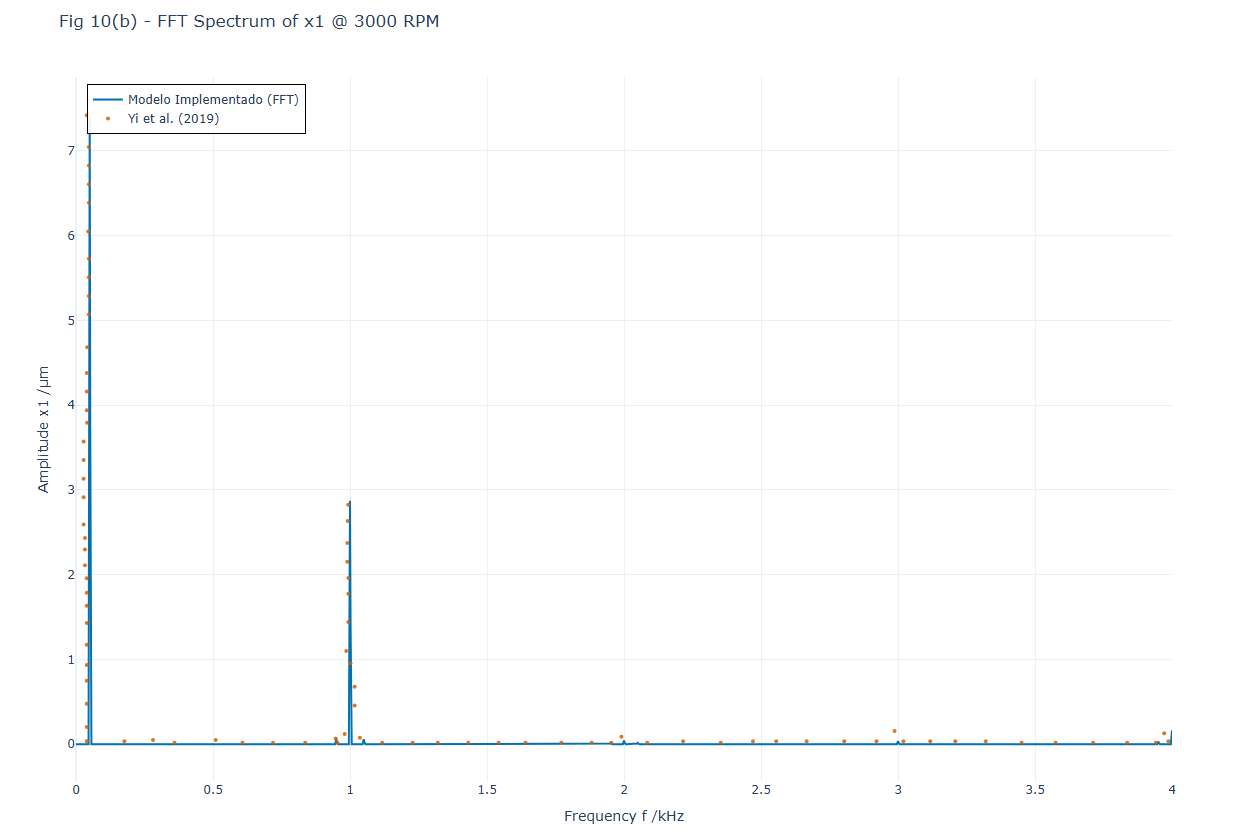 Fig 10(b) - FFT Spectrum of x1 @ 3000 RPM
Modelo Implementado (FFT)
Yi et al. (2019)
7
6
5
4
3
2
1
0
Amplitude x1 /μm
0 0.5 1 1.5 2 2.5 3 3.5 4
Frequency f /kHz